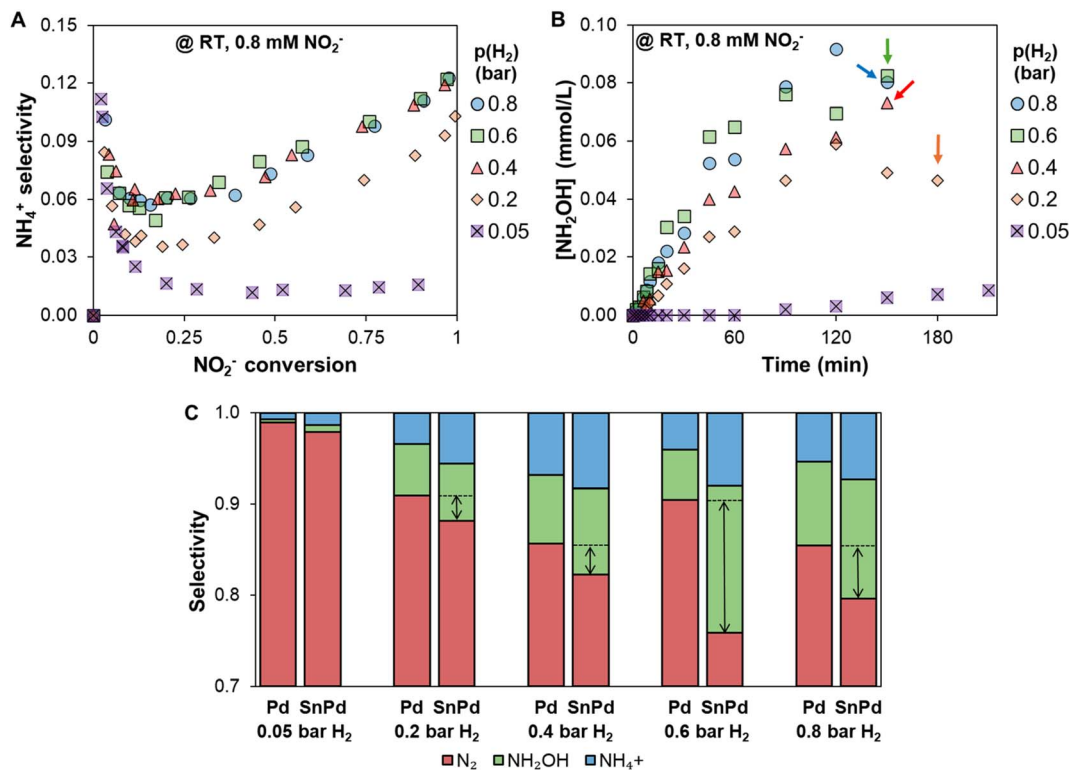 A
@ RT, 0.8 mM NO₂⁻
0.15
0.12
0.09
0.06
0.03
0.00
NH₄⁺ selectivity
0
0.25
0.5
0.75
1
NO₂⁻ conversion
p(H₂)
(bar)
0.8
0.6
0.4
0.2
0.05
B
@ RT, 0.8 mM NO₂⁻
0.10
0.08
0.06
0.04
0.02
0.00
[NH₂OH] (mmol/L)
0
60
120
180
Time (min)
p(H₂)
(bar)
0.8
0.6
0.4
0.2
0.05
C
1.0
0.9
0.8
0.7
Selectivity
Pd SnPd Pd SnPd Pd SnPd Pd SnPd Pd SnPd
0.05 bar H₂ 0.2 bar H₂ 0.4 bar H₂ 0.6 bar H₂ 0.8 bar H₂
N₂ NH₂OH NH₄+